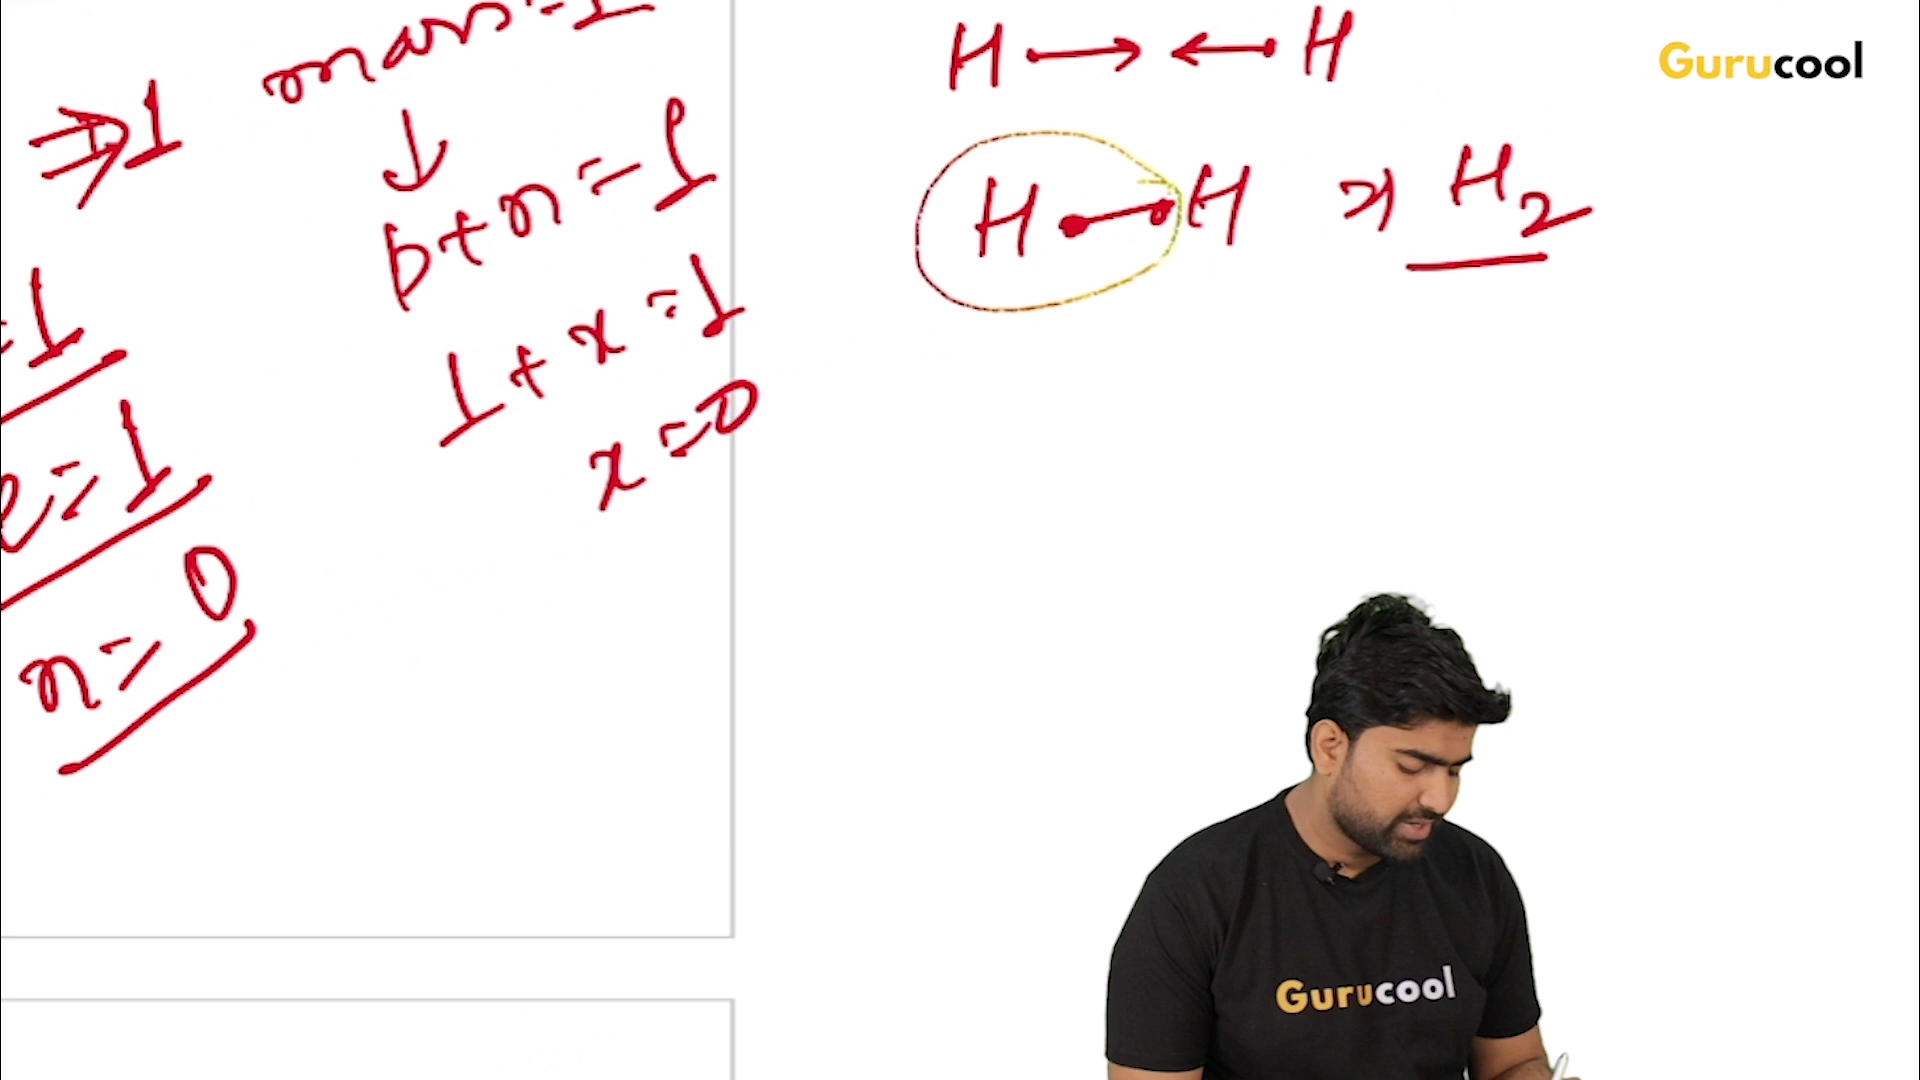 mass = 1
⇒ 1
↓
p + n = 1
1 + x = 1
x = 0
= 1
e = 1
n = 0
H •→ ←• H
H •—• H ⇒ H₂
Gurucool
Gurucool